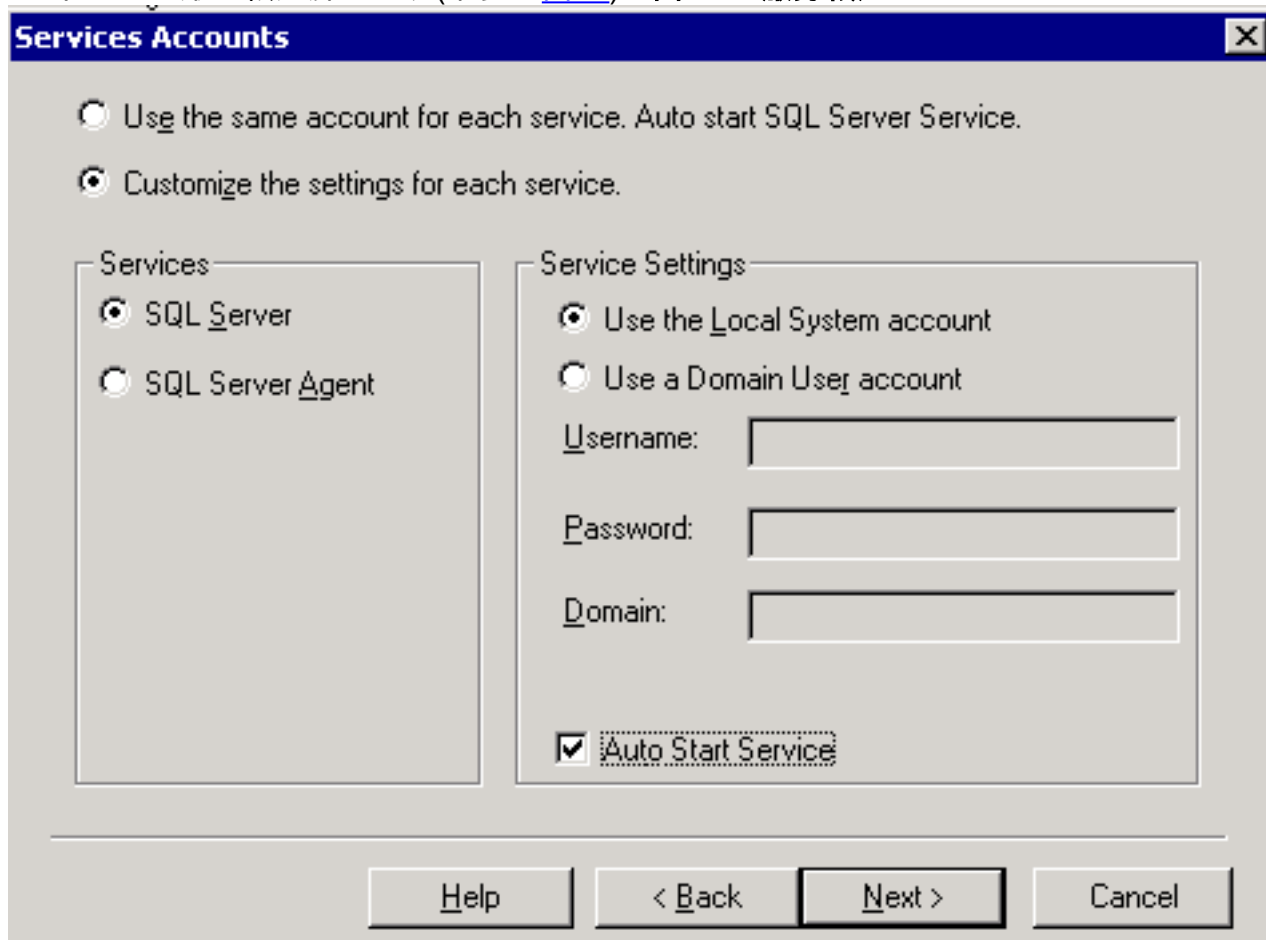 Services Accounts
Use the same account for each service. Auto start SQL Server Service.
Customize the settings for each service.
Services
SQL Server
SQL Server Agent
Service Settings
Use the Local System account
Use a Domain User account
Username:
Password:
Domain:
Auto Start Service
Help
< Back
Next >
Cancel